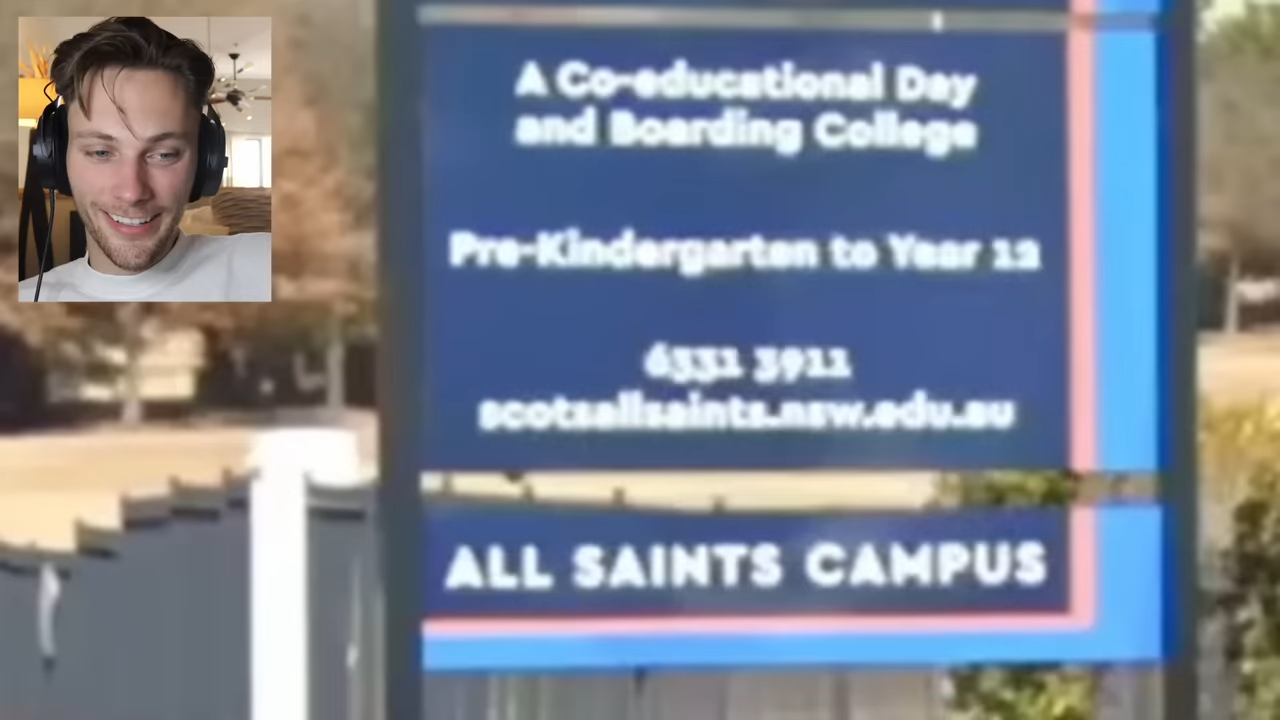 A Co-educational Day
and Boarding College
Pre-Kindergarten to Year 12
6331 3911
scotsallsaints.nsw.edu.au
ALL SAINTS CAMPUS